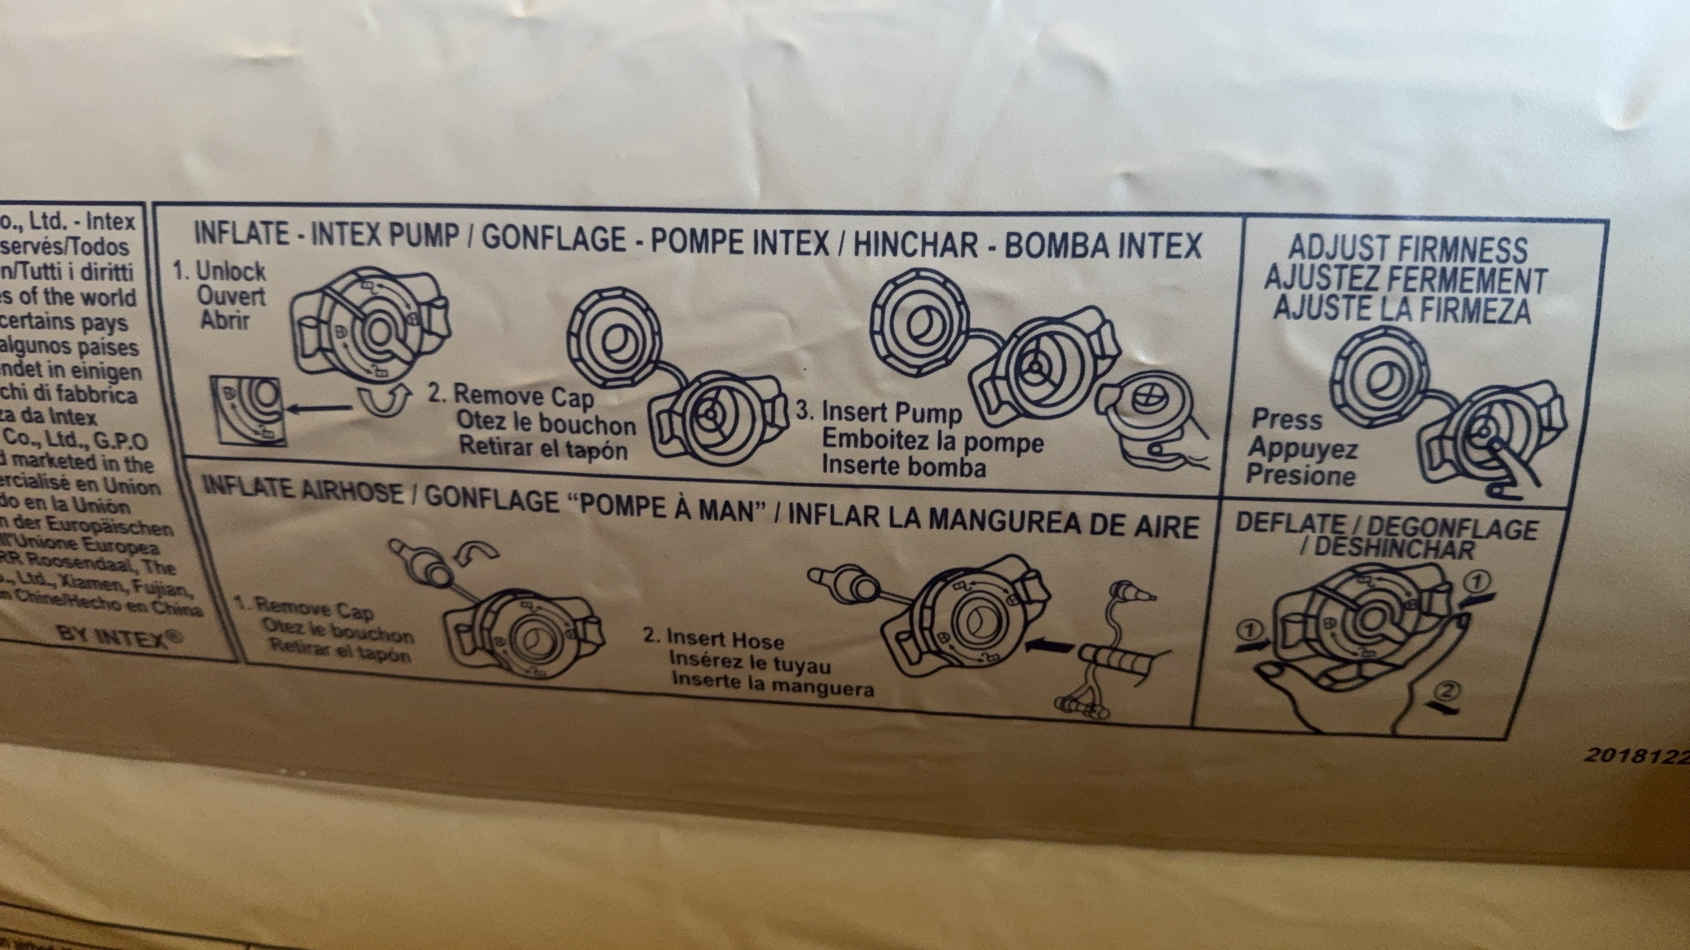 o., Ltd. - Intex
servés/Todos
n/Tutti i diritti
s of the world
certains pays
algunos países
ndet in einigen
chi di fabbrica
za da Intex
Co., Ltd., G.P.O
d marketed in the
ercialisé en Union
do en la Unión
n der Europäischen
ll'Unione Europea
RR Roosendaal, The
., Ltd., Xiamen, Fujian,
n Chine/Hecho en China
BY INTEX®
INFLATE - INTEX PUMP / GONFLAGE - POMPE INTEX / HINCHAR - BOMBA INTEX
1. Unlock
Ouvert
Abrir
2. Remove Cap
Otez le bouchon
Retirar el tapón
3. Insert Pump
Emboitez la pompe
Inserte bomba
ADJUST FIRMNESS
AJUSTEZ FERMEMENT
AJUSTE LA FIRMEZA
Press
Appuyez
Presione
INFLATE AIRHOSE / GONFLAGE “POMPE À MAN” / INFLAR LA MANGUREA DE AIRE
1. Remove Cap
Otez le bouchon
Retirar el tapón
2. Insert Hose
Insérez le tuyau
Inserte la manguera
DEFLATE / DEGONFLAGE
/ DESHINCHAR
1
1
2
2018122